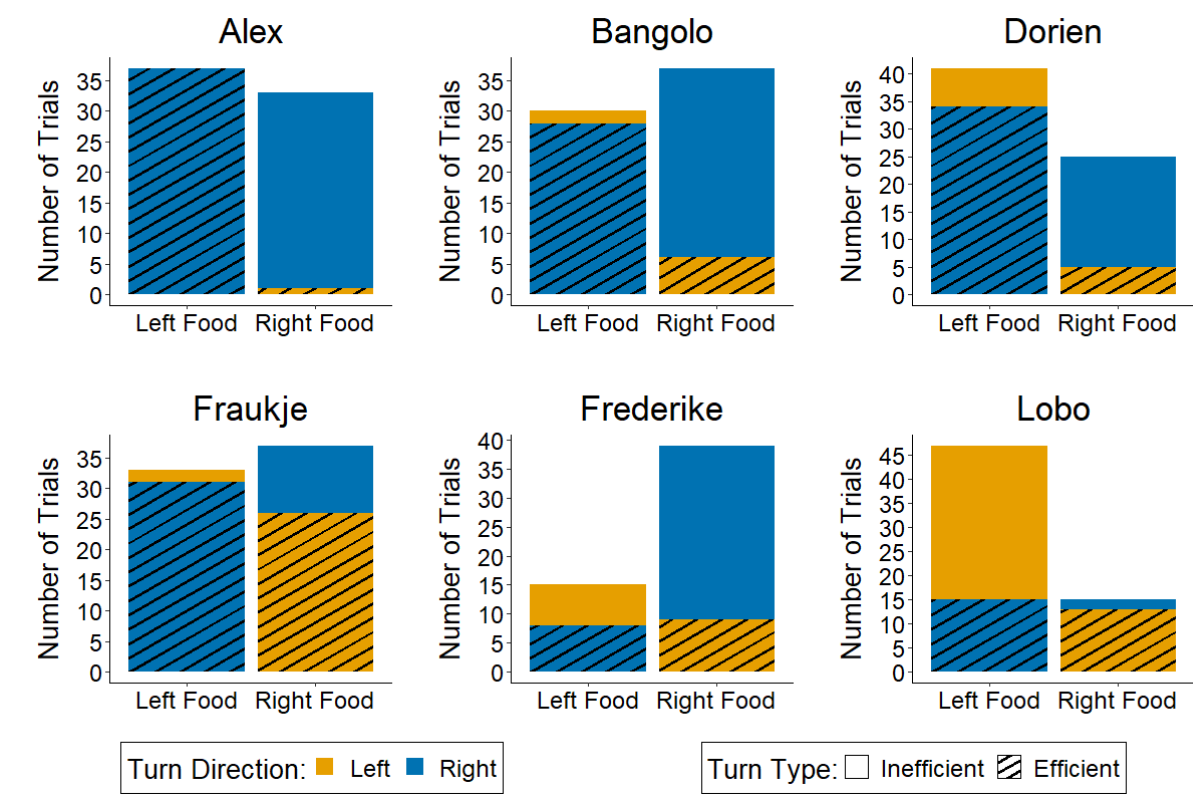 Alex
Number of Trials
35
30
25
20
15
10
5
0
Left Food Right Food
Bangolo
Number of Trials
35
30
25
20
15
10
5
0
Left Food Right Food
Dorien
Number of Trials
40
35
30
25
20
15
10
5
0
Left Food Right Food
Fraukje
Number of Trials
35
30
25
20
15
10
5
0
Left Food Right Food
Frederike
Number of Trials
40
35
30
25
20
15
10
5
0
Left Food Right Food
Lobo
Number of Trials
45
40
35
30
25
20
15
10
5
0
Left Food Right Food
Turn Direction: Left Right
Turn Type: Inefficient Efficient